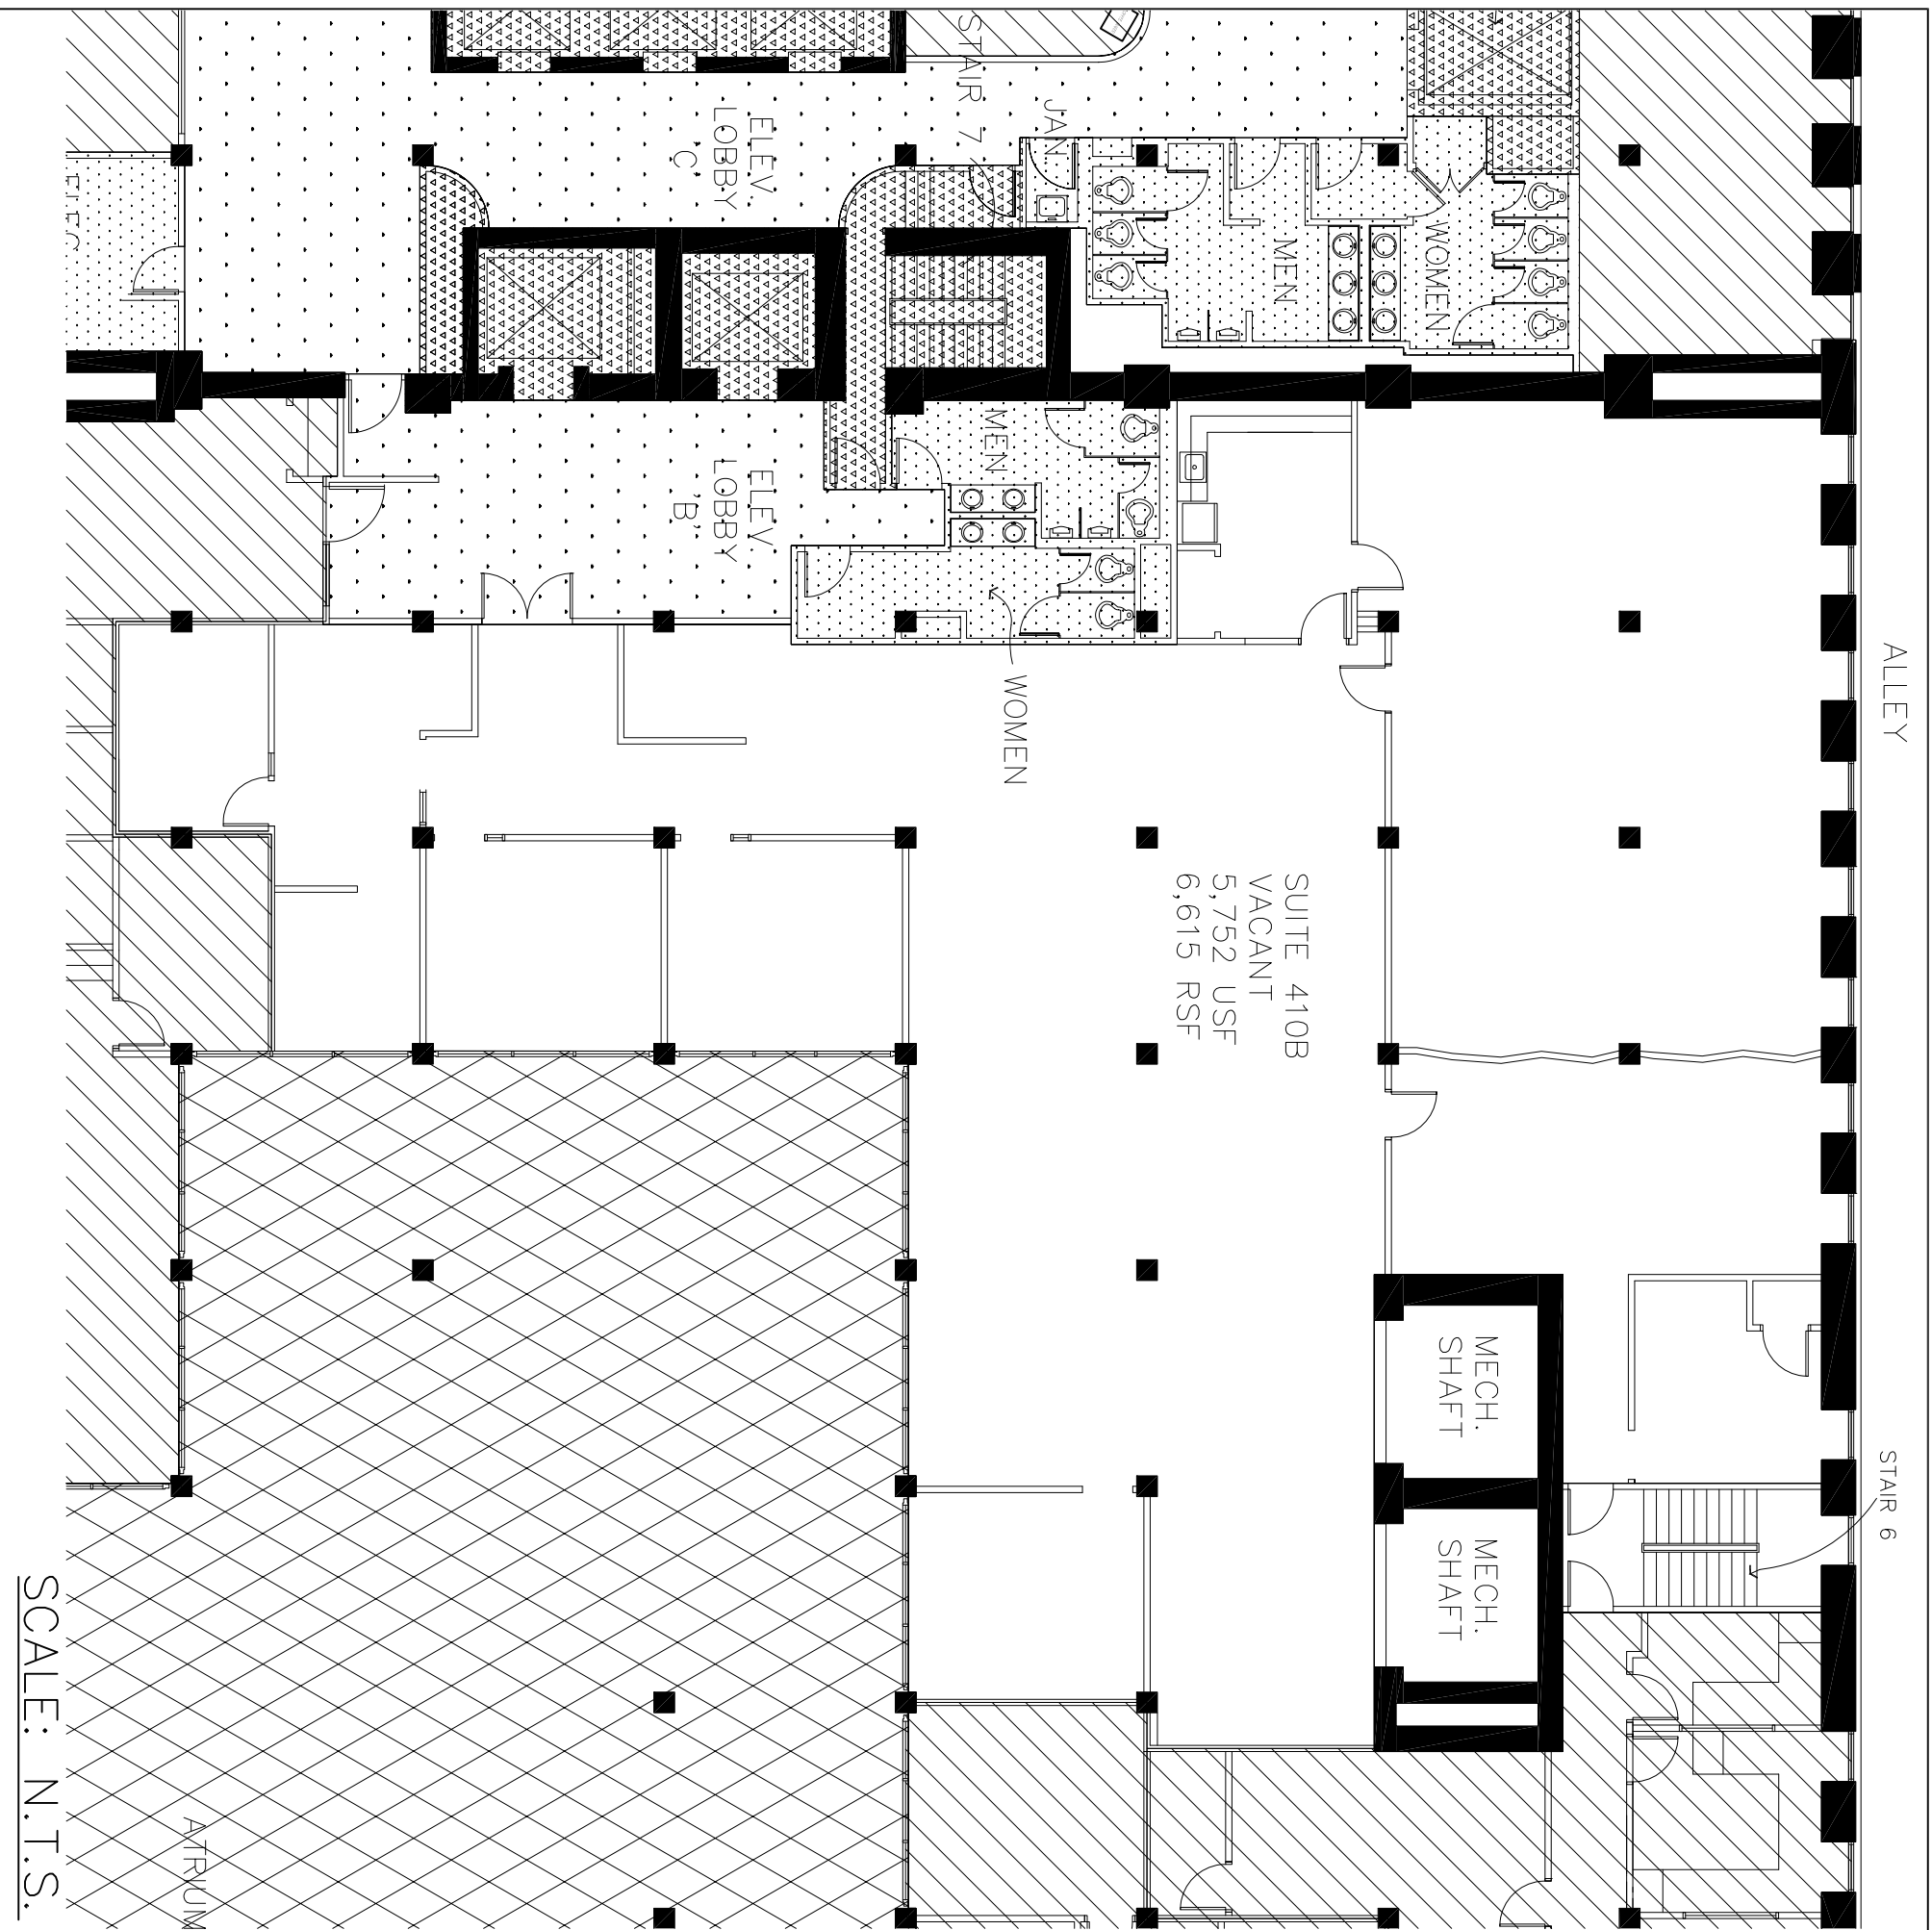 ALLEY
STAIR 6
STAIR 7
JAN
WOMEN
MEN
ELEV.
LOBBY
'C'
MEN
ELEV.
LOBBY
'B'
WOMEN
SUITE 410B
VACANT
5,752 USF
6,615 RSF
MECH.
SHAFT
MECH.
SHAFT
ATRIUM
SCALE: N.T.S.